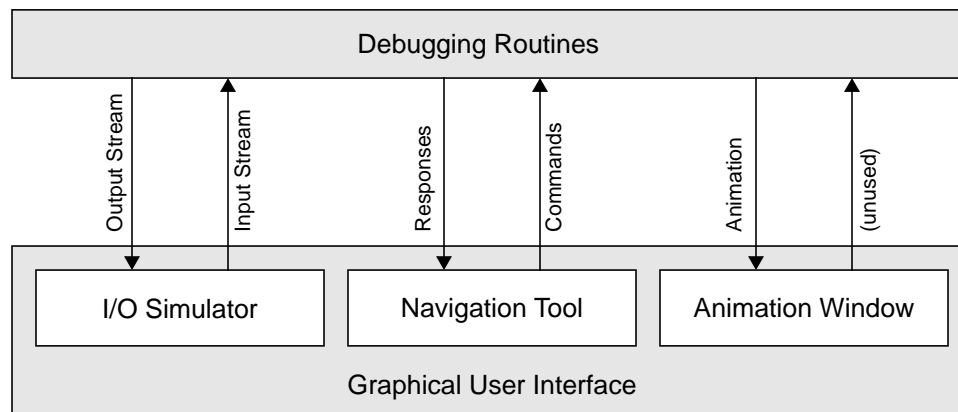 Debugging Routines
Output Stream
Input Stream
Responses
Commands
Animation
(unused)
I/O Simulator
Navigation Tool
Animation Window
Graphical User Interface